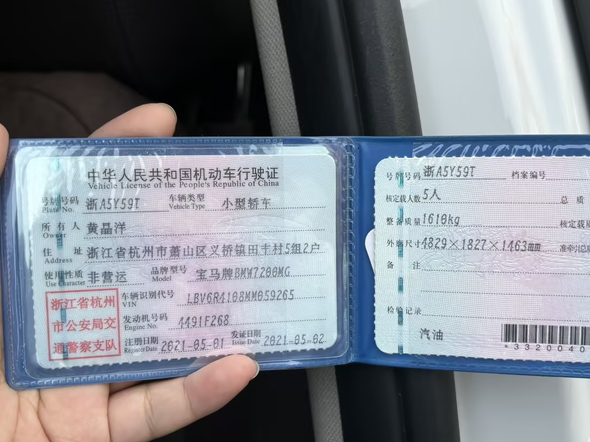 中华人民共和国机动车行驶证
Vehicle License of the People's Republic of China
号牌号码 浙A5Y59T 车辆类型 小型轿车
Plate No. Vehicle Type
所有人 黄晶洋
Owner
住址 浙江省杭州市萧山区义桥镇田丰村5组2户
Address
使用性质 非营运 品牌型号 宝马牌BMW7200MG
Use Character Model
浙江省杭州
市公安局交
通警察支队
车辆识别代号 LBV6R4108MM059265
VIN
发动机号码 4491F268
Engine No.
注册日期 2021-05-01 发证日期 2021-05-02
Register Date Issue Date
号牌号码 浙A5Y59T 档案编号
核定载人数 5人 总质
整备质量 1610kg 核定载质
外廓尺寸 4829×1827×1463mm 准牵引总质
备注
检验记录
汽油
*3320040